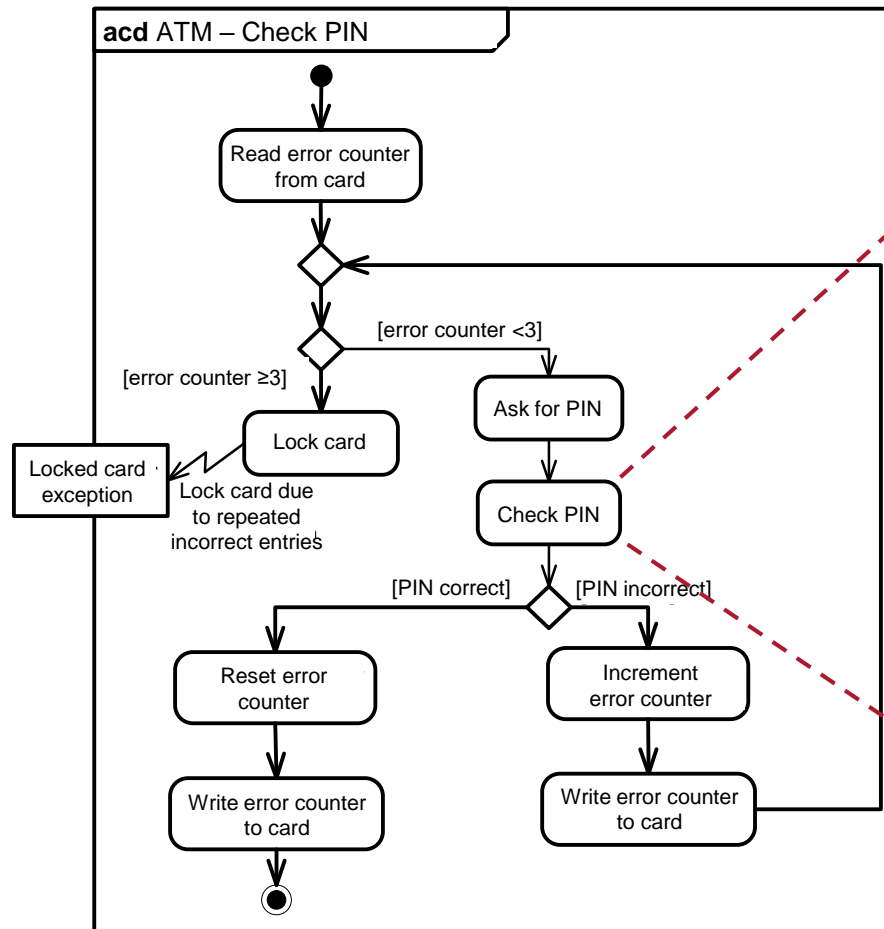 acd ATM – Check PIN
Read error counter
from card
[error counter <3]
[error counter ≥3]
Ask for PIN
Lock card
Locked card
exception
Lock card due
to repeated
incorrect entries
Check PIN
[PIN correct]
[PIN incorrect]
Reset error
counter
Increment
error counter
Write error counter
to card
Write error counter
to card